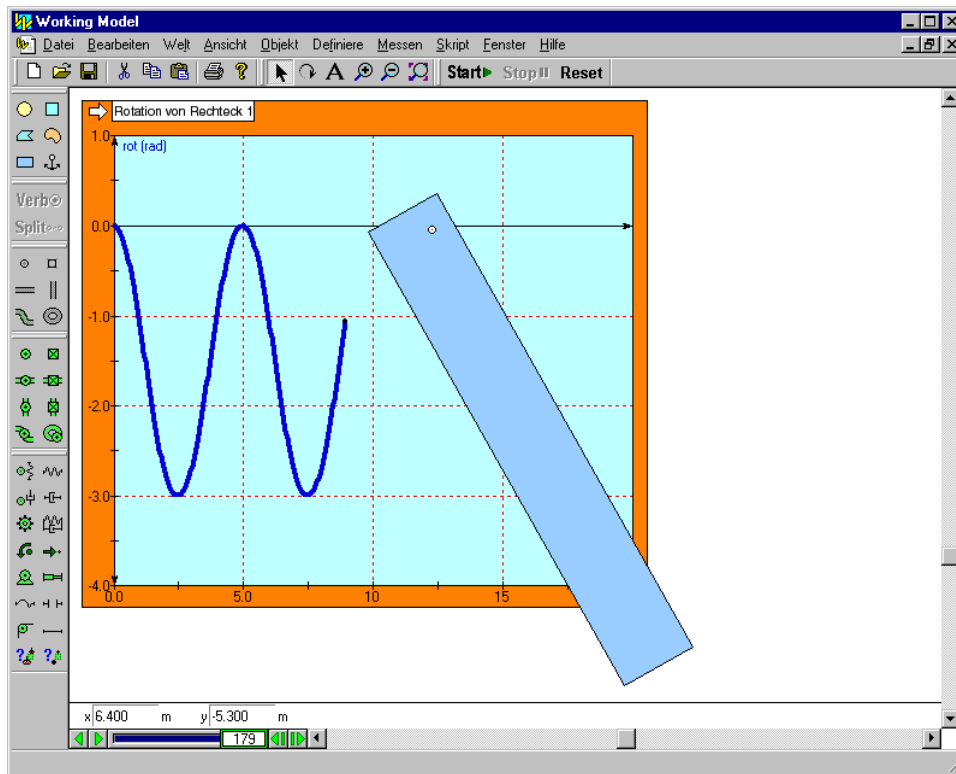 Working Model
Datei Bearbeiten Welt Ansicht Objekt Definiere Messen Skript Fenster Hilfe
Start Stop Reset
Rotation von Rechteck 1
1.0
rot (rad)
Verb
Split
0.0
-1.0
-2.0
-3.0
-4.0
0.0 5.0 10 15
x 6.400 m y -5.300 m
179